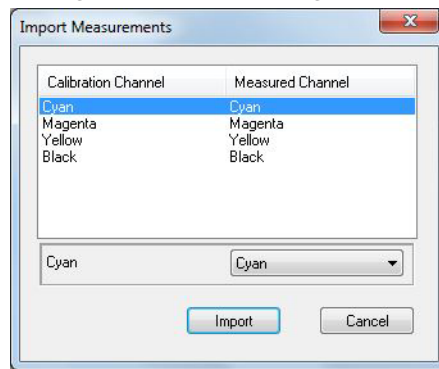 Import Measurements
Calibration Channel Measured Channel
Cyan Cyan
Magenta Magenta
Yellow Yellow
Black Black
Cyan Cyan
Import Cancel